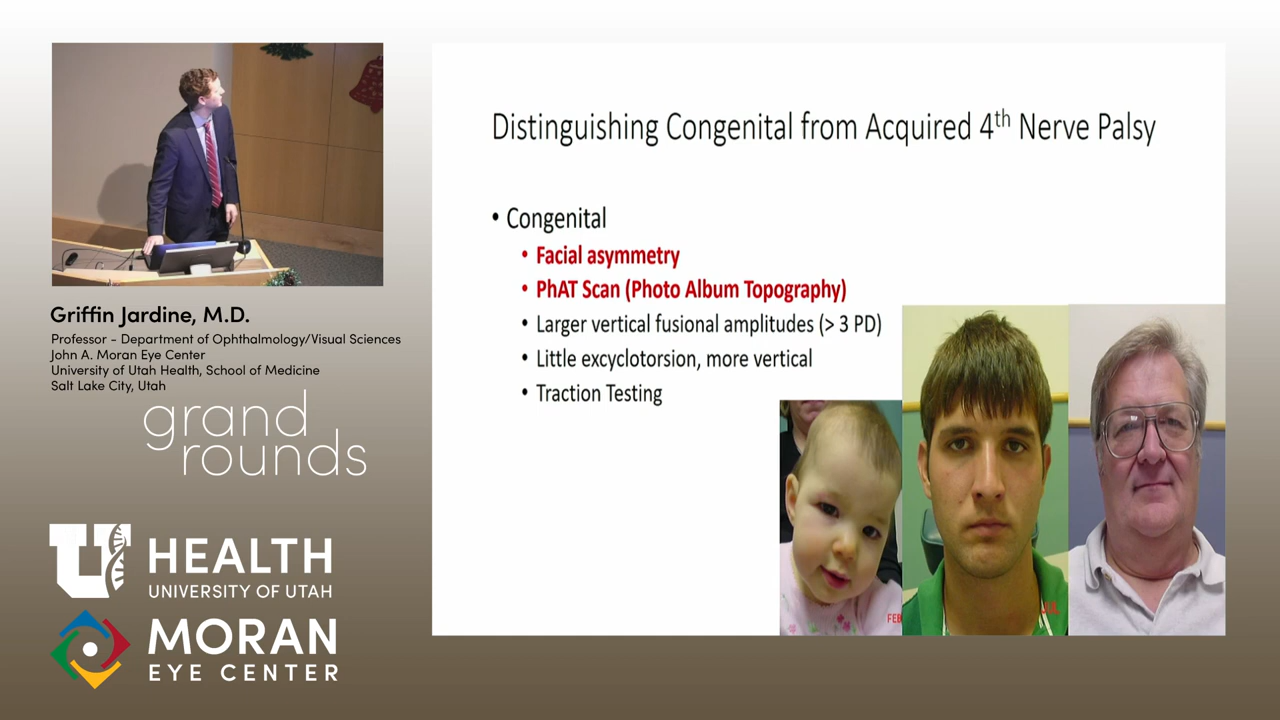 Griffin Jardine, M.D.
Professor - Department of Ophthalmology/Visual Sciences
John A. Moran Eye Center
University of Utah Health, School of Medicine
Salt Lake City, Utah
grand
rounds
U HEALTH
UNIVERSITY OF UTAH
MORAN
EYE CENTER
Distinguishing Congenital from Acquired 4th Nerve Palsy
• Congenital
• Facial asymmetry
• PhAT Scan (Photo Album Topography)
• Larger vertical fusional amplitudes (> 3 PD)
• Little excyclotorsion, more vertical
• Traction Testing
FEB